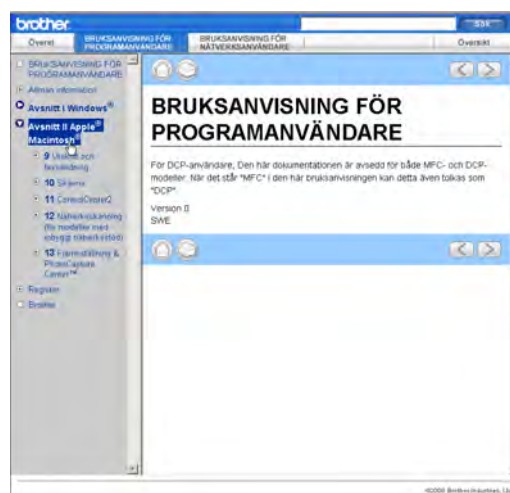 brother
Sök
Överst
BRUKSANVISNING FÖR
PROGRAMANVÄNDARE
BRUKSANVISNING FÖR
NÄTVERKSANVÄNDARE
Översikt
BRUKSANVISNING FÖR
PROGRAMANVÄNDARE
Allmän information
Avsnitt I Windows®
Avsnitt II Apple®
Macintosh®
9 och
faxsändning
10 Skanna
11 ControlCenter2
12 Nätverksskanning
(för modeller med
inbyggt nätverksstöd)
13 Fjärrinställning &
PhotoCapture
Center™
Register
Brother
BRUKSANVISNING FÖR
PROGRAMANVÄNDARE
För DCP-användare, Den här dokumentationen är avsedd för både MFC- och DCP-
modeller. När det står "MFC" i den här bruksanvisningen kan detta även tolkas som
"DCP".
Version 0
SWE
Brother Industries,